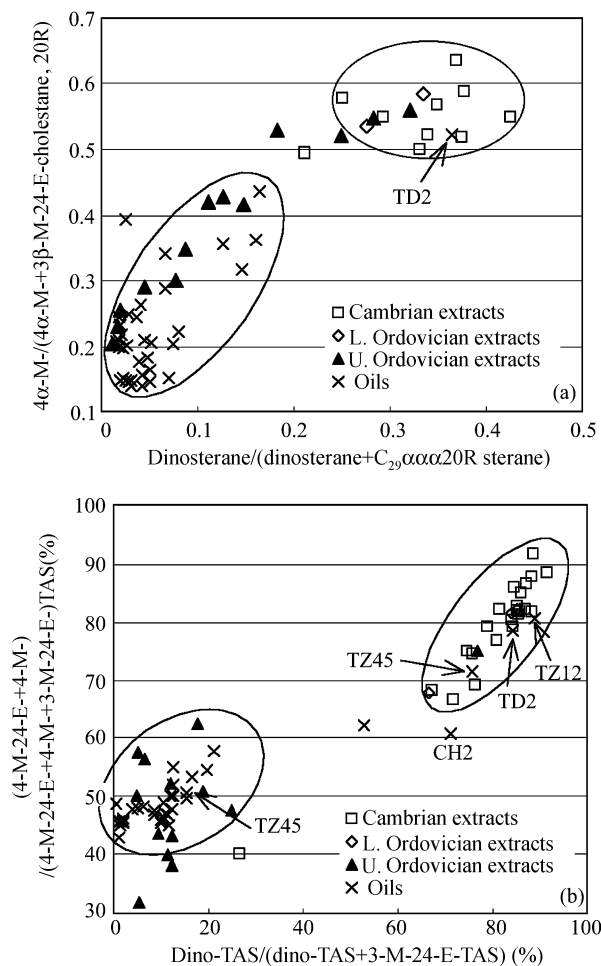 0.7
0.6
0.5
0.4
0.3
0.2
0.1
4α-M-/(4α-M-+3β-M-24-E-cholestane, 20R)
TD2
Cambrian extracts
L. Ordovician extracts
U. Ordovician extracts
Oils
(a)
0 0.1 0.2 0.3 0.4 0.5
Dinosterane/(dinosterane+C₂₉ααα20R sterane)
100
90
80
70
60
50
40
30
(4-M-24-E-+4-M-)
/(4-M-24-E-+4-M-+3-M-24-E-)TAS(%)
TZ45
TZ12
TD2
CH2
TZ45
Cambrian extracts
L. Ordovician extracts
U. Ordovician extracts
Oils
(b)
0 20 40 60 80 100
Dino-TAS/(dino-TAS+3-M-24-E-TAS) (%)